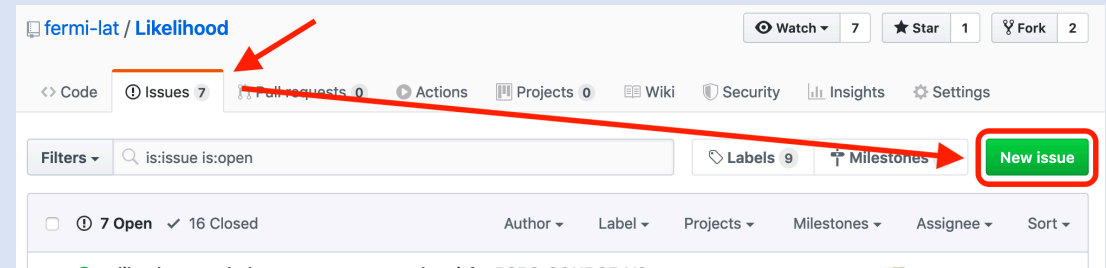 fermi-lat / Likelihood Watch 7 Star 1 Fork 2
Code Issues 7 Pull requests 0 Actions Projects 0 Wiki Security Insights Settings
Filters is:issue is:open Labels 9 Milestones New issue
7 Open 16 Closed Author Label Projects Milestones Assignee Sort